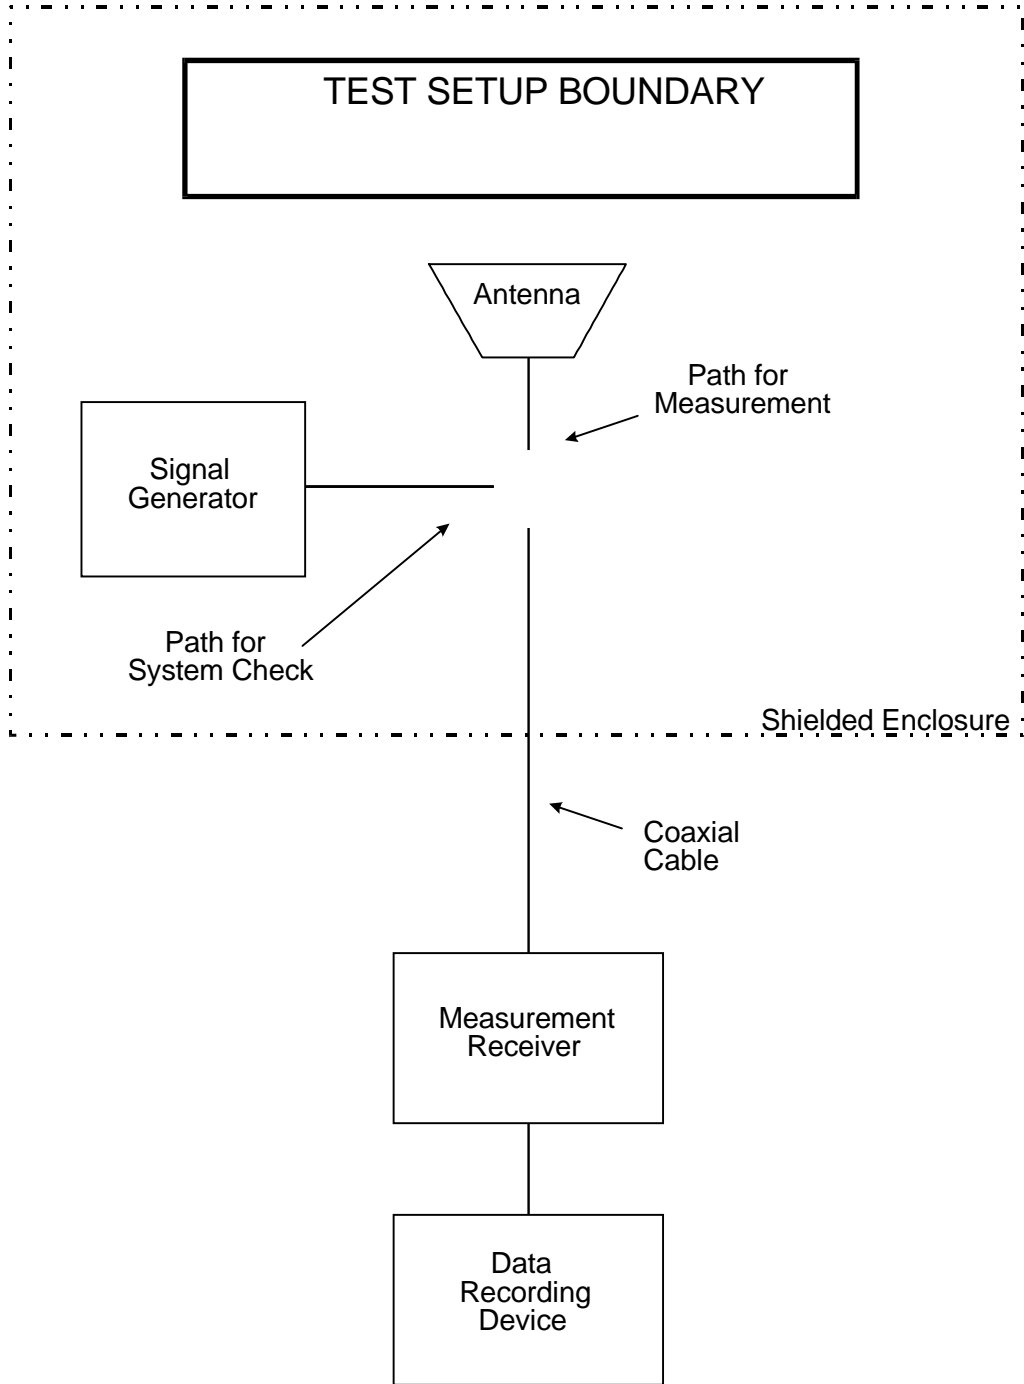 TEST SETUP BOUNDARY
Antenna
Path for
Measurement
Signal
Generator
Path for
System Check
Shielded Enclosure
Coaxial
Cable
Measurement
Receiver
Data
Recording
Device